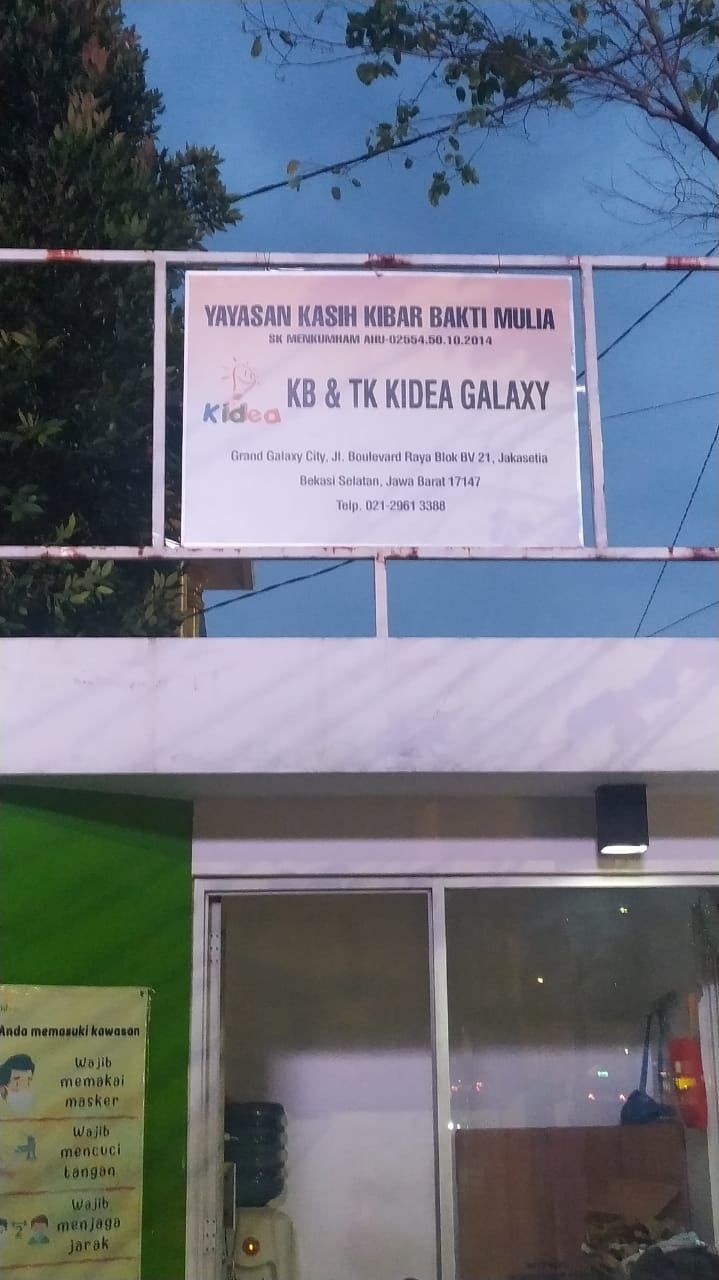 YAYASAN KASIH KIBAR BAKTI MULIA
SK MENKUMHAM AHU-02554.50.10.2014
Kidea
KB & TK KIDEA GALAXY
Grand Galaxy City, Jl. Boulevard Raya Blok BV 21, Jakasetia
Bekasi Selatan, Jawa Barat 17147
Telp. 021-2961 3388
Anda memasuki kawasan
Wajib
memakai
masker
Wajib
mencuci
tangan
Wajib
menjaga
jarak